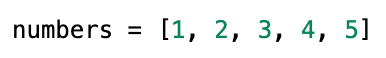 numbers = [1, 2, 3, 4, 5]